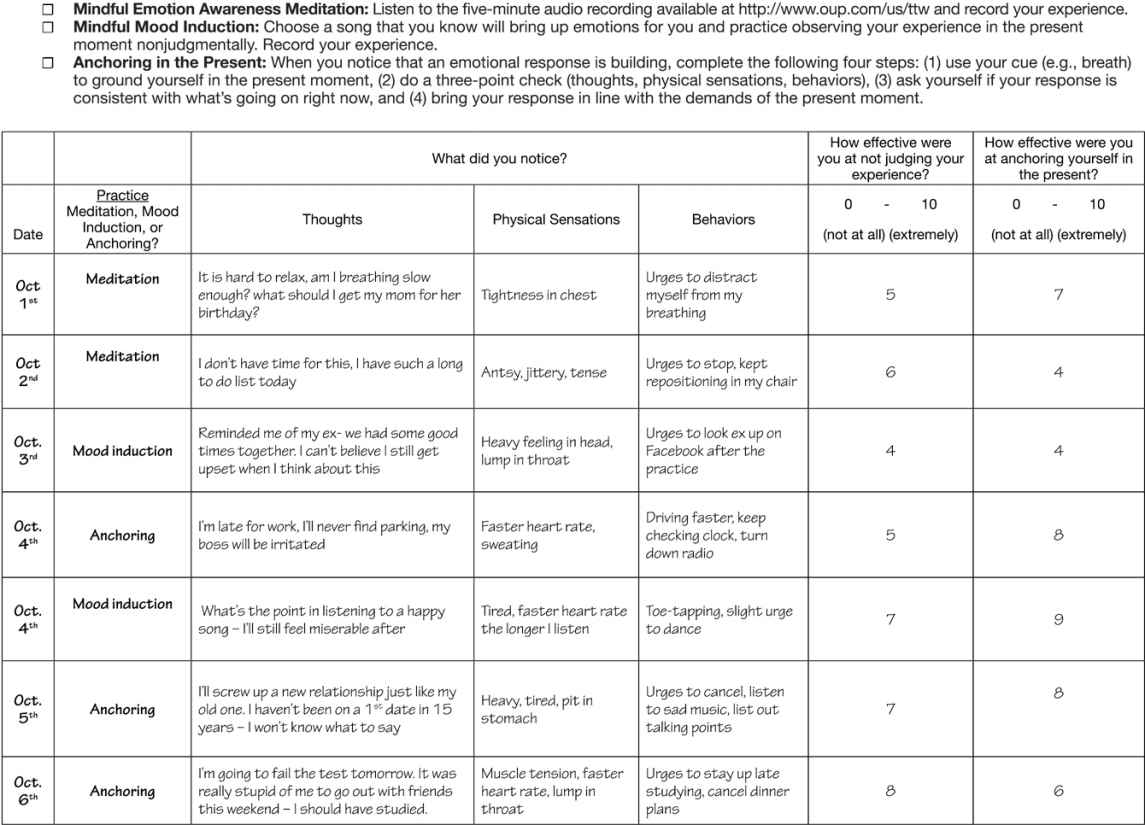 ☐ Mindful Emotion Awareness Meditation: Listen to the five-minute audio recording available at http://www.oup.com/us/ttw and record your experience.
☐ Mindful Mood Induction: Choose a song that you know will bring up emotions for you and practice observing your experience in the present
moment nonjudgmentally. Record your experience.
☐ Anchoring in the Present: When you notice that an emotional response is building, complete the following four steps: (1) use your cue (e.g., breath)
to ground yourself in the present moment, (2) do a three-point check (thoughts, physical sensations, behaviors), (3) ask yourself if your response is
consistent with what's going on right now, and (4) bring your response in line with the demands of the present moment.
What did you notice?
How effective were
you at not judging your
experience?
How effective were you
at anchoring yourself in
the present?
Date
Practice
Meditation, Mood
Induction, or
Anchoring?
Thoughts
Physical Sensations
Behaviors
0 - 10
(not at all) (extremely)
0 - 10
(not at all) (extremely)
Oct
1st
Meditation
It is hard to relax, am I breathing slow
enough? what should I get my mom for her
birthday?
Tightness in chest
Urges to distract
myself from my
breathing
5
7
Oct
2nd
Meditation
I don't have time for this, I have such a long
to do list today
Antsy, jittery, tense
Urges to stop, kept
repositioning in my chair
6
4
Oct.
3rd
Mood induction
Reminded me of my ex- we had some good
times together. I can't believe I still get
upset when I think about this
Heavy feeling in head,
lump in throat
Urges to look ex up on
Facebook after the
practice
4
4
Oct.
4th
Anchoring
I'm late for work, I'll never find parking, my
boss will be irritated
Faster heart rate,
sweating
Driving faster, keep
checking clock, turn
down radio
5
8
Oct.
4th
Mood induction
What's the point in listening to a happy
song – I'll still feel miserable after
Tired, faster heart rate
the longer I listen
Toe-tapping, slight urge
to dance
7
9
Oct.
5th
Anchoring
I'll screw up a new relationship just like my
old one. I haven't been on a 1st date in 15
years – I won't know what to say
Heavy, tired, pit in
stomach
Urges to cancel, listen
to sad music, list out
talking points
7
8
Oct.
6th
Anchoring
I'm going to fail the test tomorrow. It was
really stupid of me to go out with friends
this weekend – I should have studied.
Muscle tension, faster
heart rate, lump in
throat
Urges to stay up late
studying, cancel dinner
plans
8
6